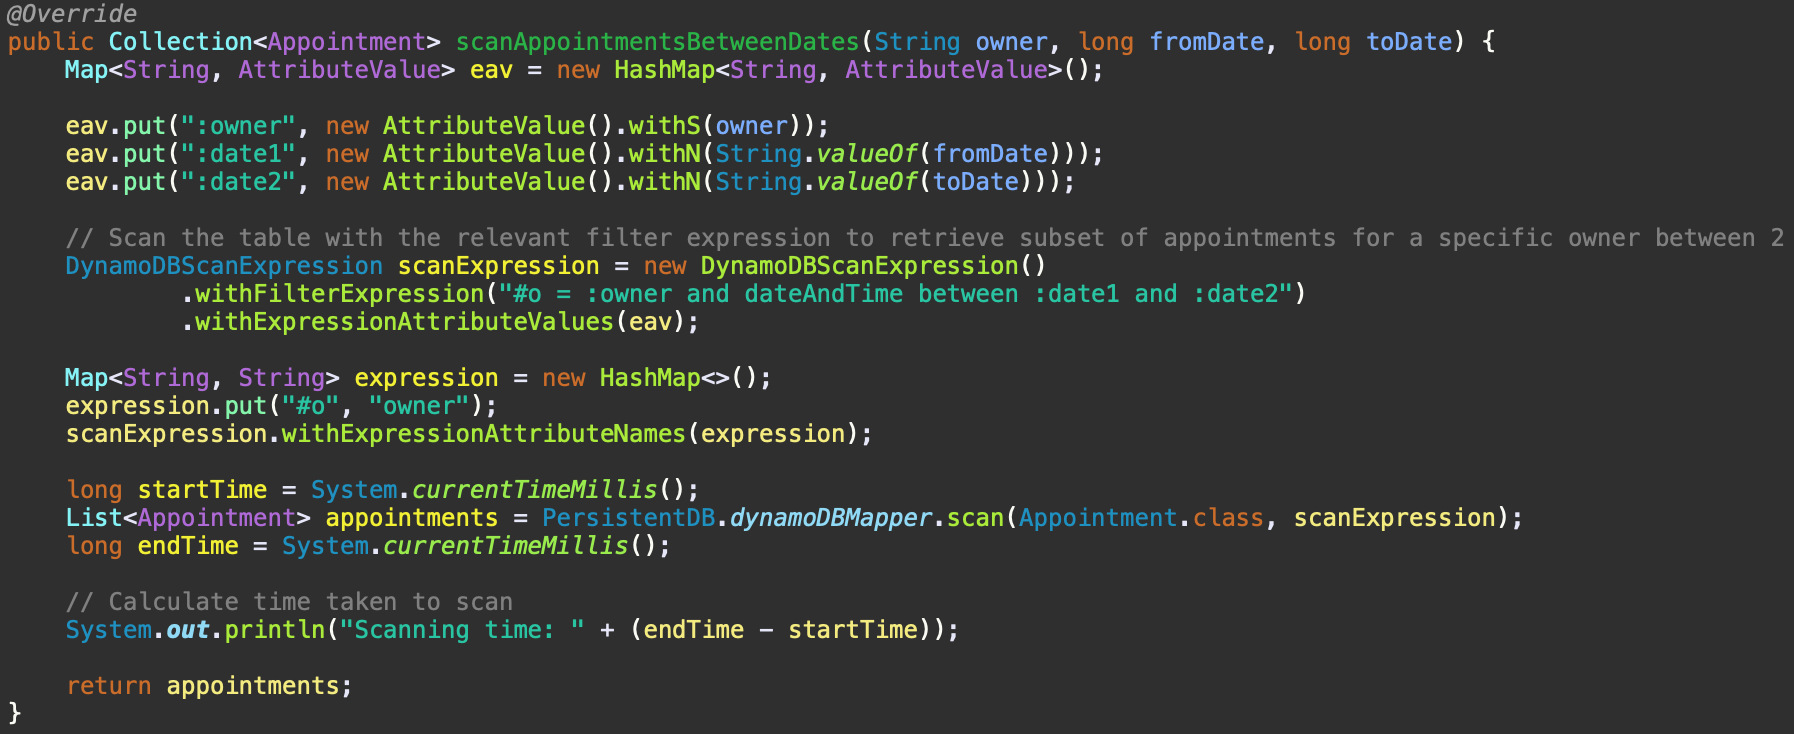 @Override
public Collection<Appointment> scanAppointmentsBetweenDates(String owner, long fromDate, long toDate) {
    Map<String, AttributeValue> eav = new HashMap<String, AttributeValue>();

    eav.put(":owner", new AttributeValue().withS(owner));
    eav.put(":date1", new AttributeValue().withN(String.valueOf(fromDate)));
    eav.put(":date2", new AttributeValue().withN(String.valueOf(toDate)));

    // Scan the table with the relevant filter expression to retrieve subset of appointments for a specific owner between 2
    DynamoDBScanExpression scanExpression = new DynamoDBScanExpression()
            .withFilterExpression("#o = :owner and dateAndTime between :date1 and :date2")
            .withExpressionAttributeValues(eav);

    Map<String, String> expression = new HashMap<>();
    expression.put("#o", "owner");
    scanExpression.withExpressionAttributeNames(expression);

    long startTime = System.currentTimeMillis();
    List<Appointment> appointments = PersistentDB.dynamoDBMapper.scan(Appointment.class, scanExpression);
    long endTime = System.currentTimeMillis();

    // Calculate time taken to scan
    System.out.println("Scanning time: " + (endTime - startTime));

    return appointments;
}